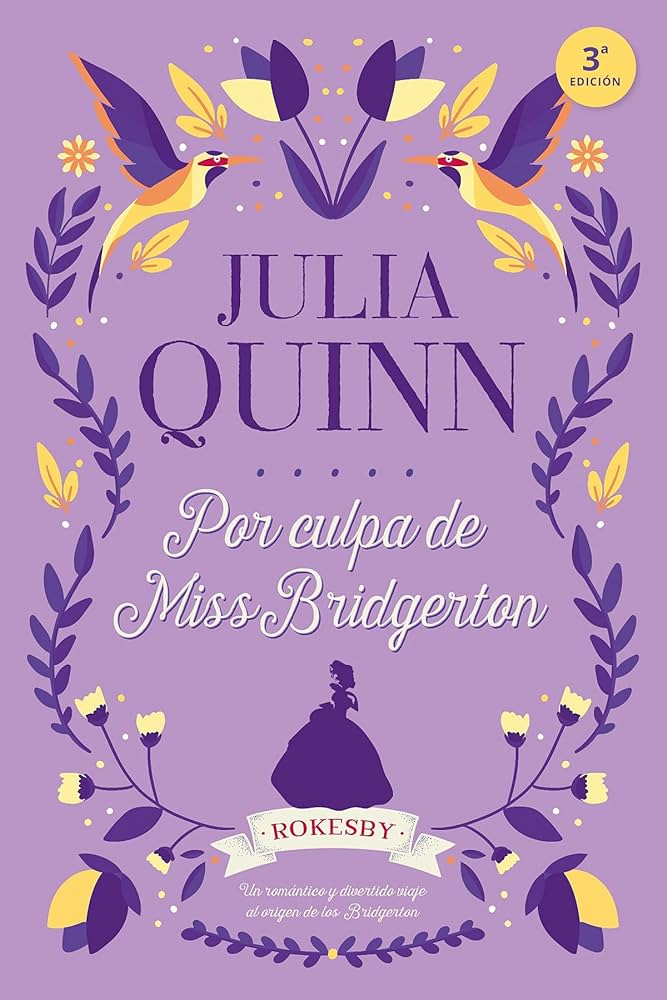 3ª
EDICIÓN
JULIA
QUINN
Por culpa de
Miss Bridgerton
· ROKESBY ·
Un romántico y divertido viaje
al origen de los Bridgerton